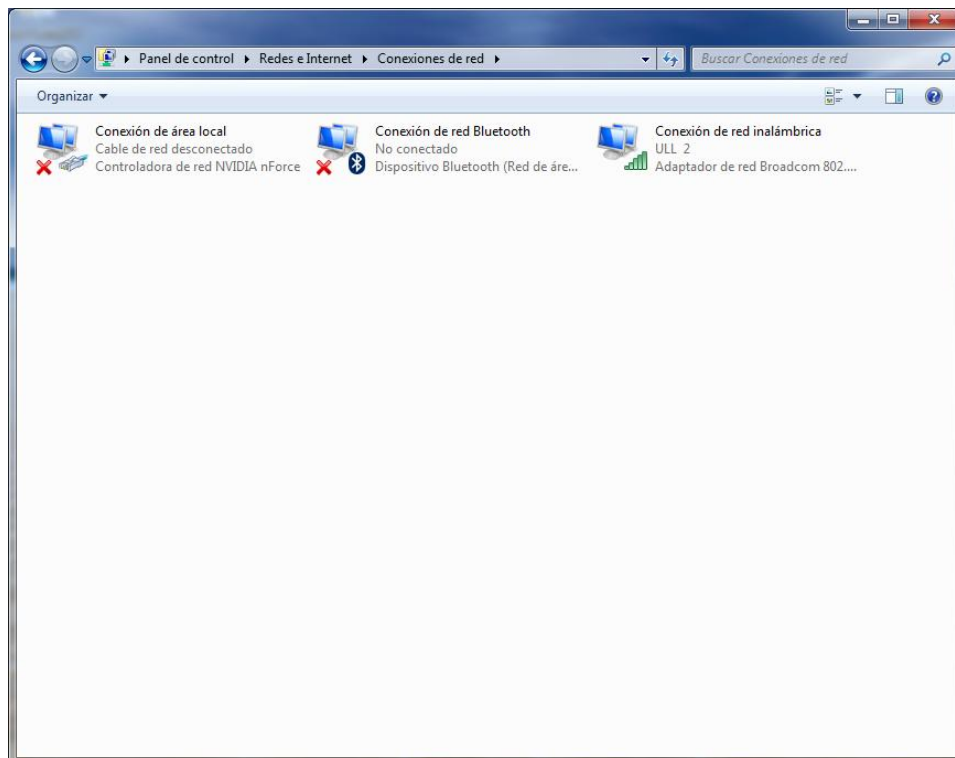 Panel de control ▸ Redes e Internet ▸ Conexiones de red ▸
Buscar Conexiones de red
Organizar
Conexión de área local
Cable de red desconectado
Controladora de red NVIDIA nForce
Conexión de red Bluetooth
No conectado
Dispositivo Bluetooth (Red de áre...
Conexión de red inalámbrica
ULL 2
Adaptador de red Broadcom 802....